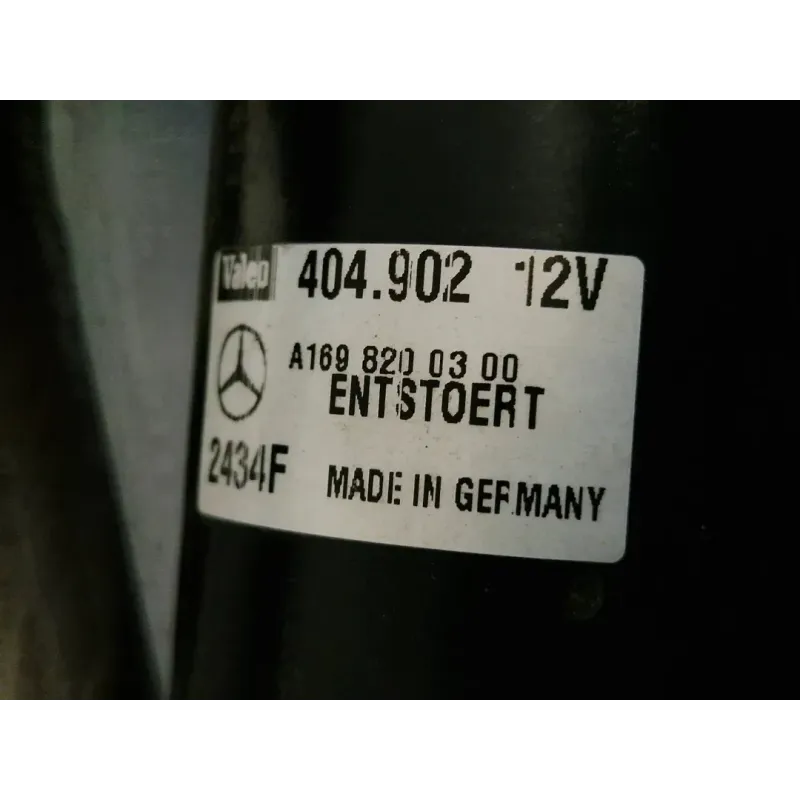 Valeo 404.902 12V
A169 820 03 00
ENTSTOERT
2434F MADE IN GERMANY